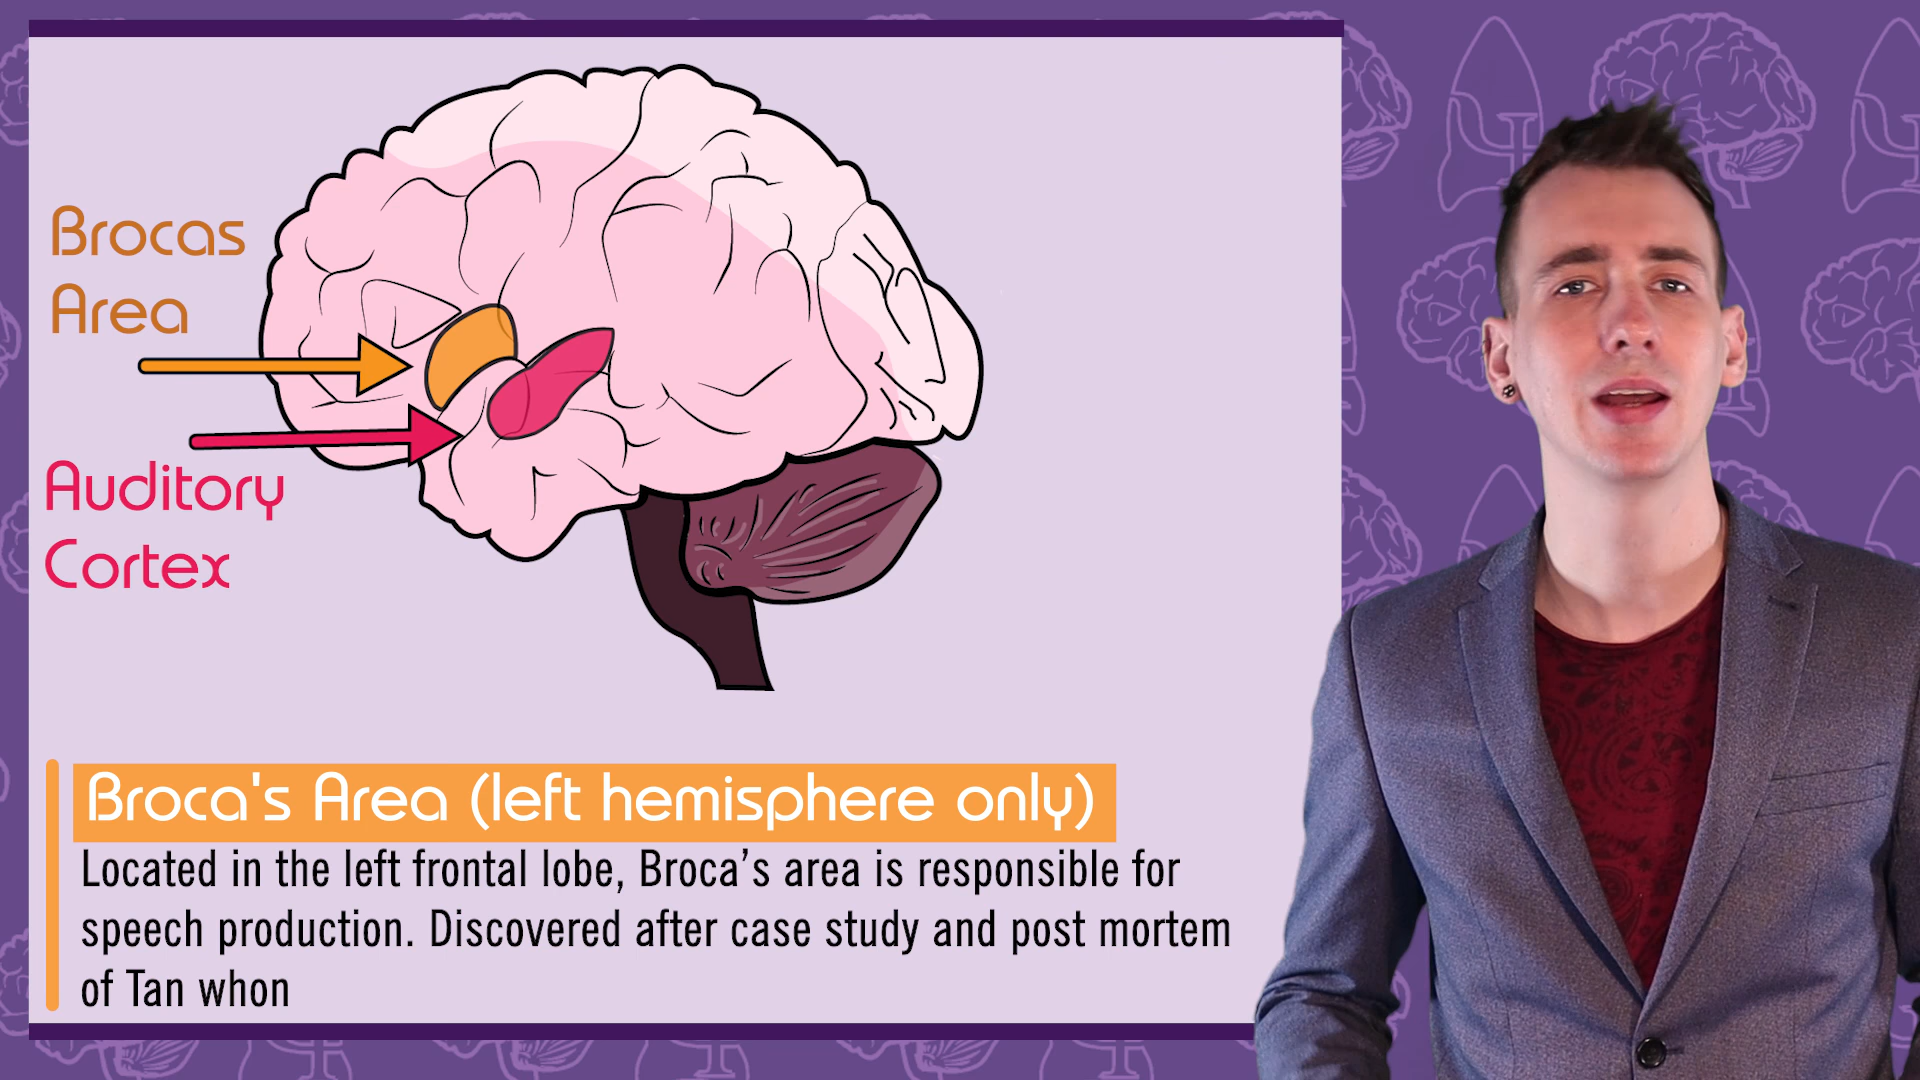 Brocas
Area
Auditory
Cortex
Broca's Area (left hemisphere only)
Located in the left frontal lobe, Broca’s area is responsible for
speech production. Discovered after case study and post mortem
of Tan whon